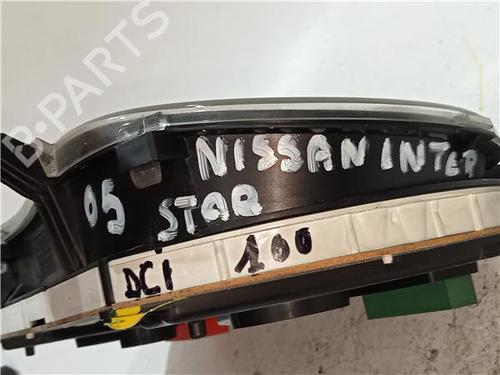 B-PARTS
NISSAN INTER
05 STAR
DCI 100